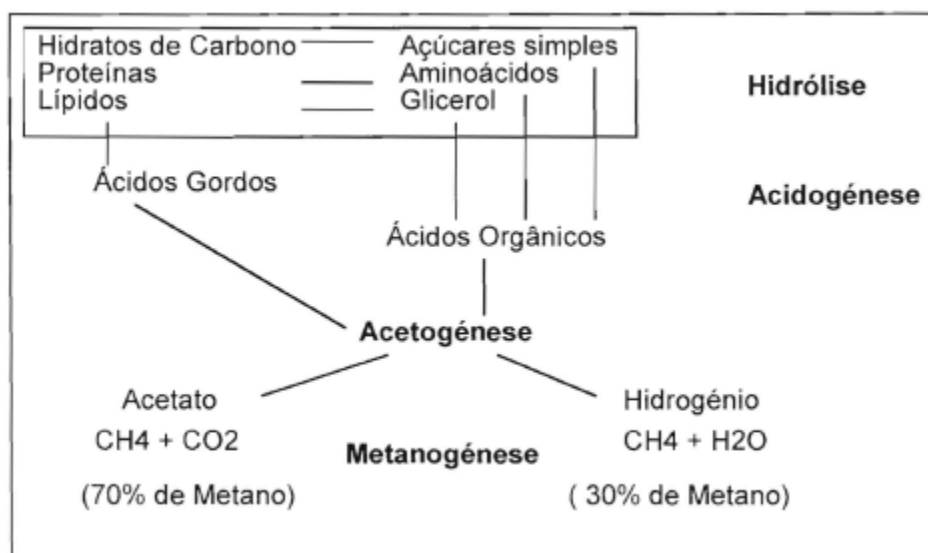 Hidratos de Carbono Açúcares simples
Proteínas Aminoácidos
Lípidos Glicerol
Hidrólise
Ácidos Gordos
Acidogénese
Ácidos Orgânicos
Acetogénese
Acetato Hidrogénio
CH4 + CO2 CH4 + H2O
Metanogénese
(70% de Metano) ( 30% de Metano)